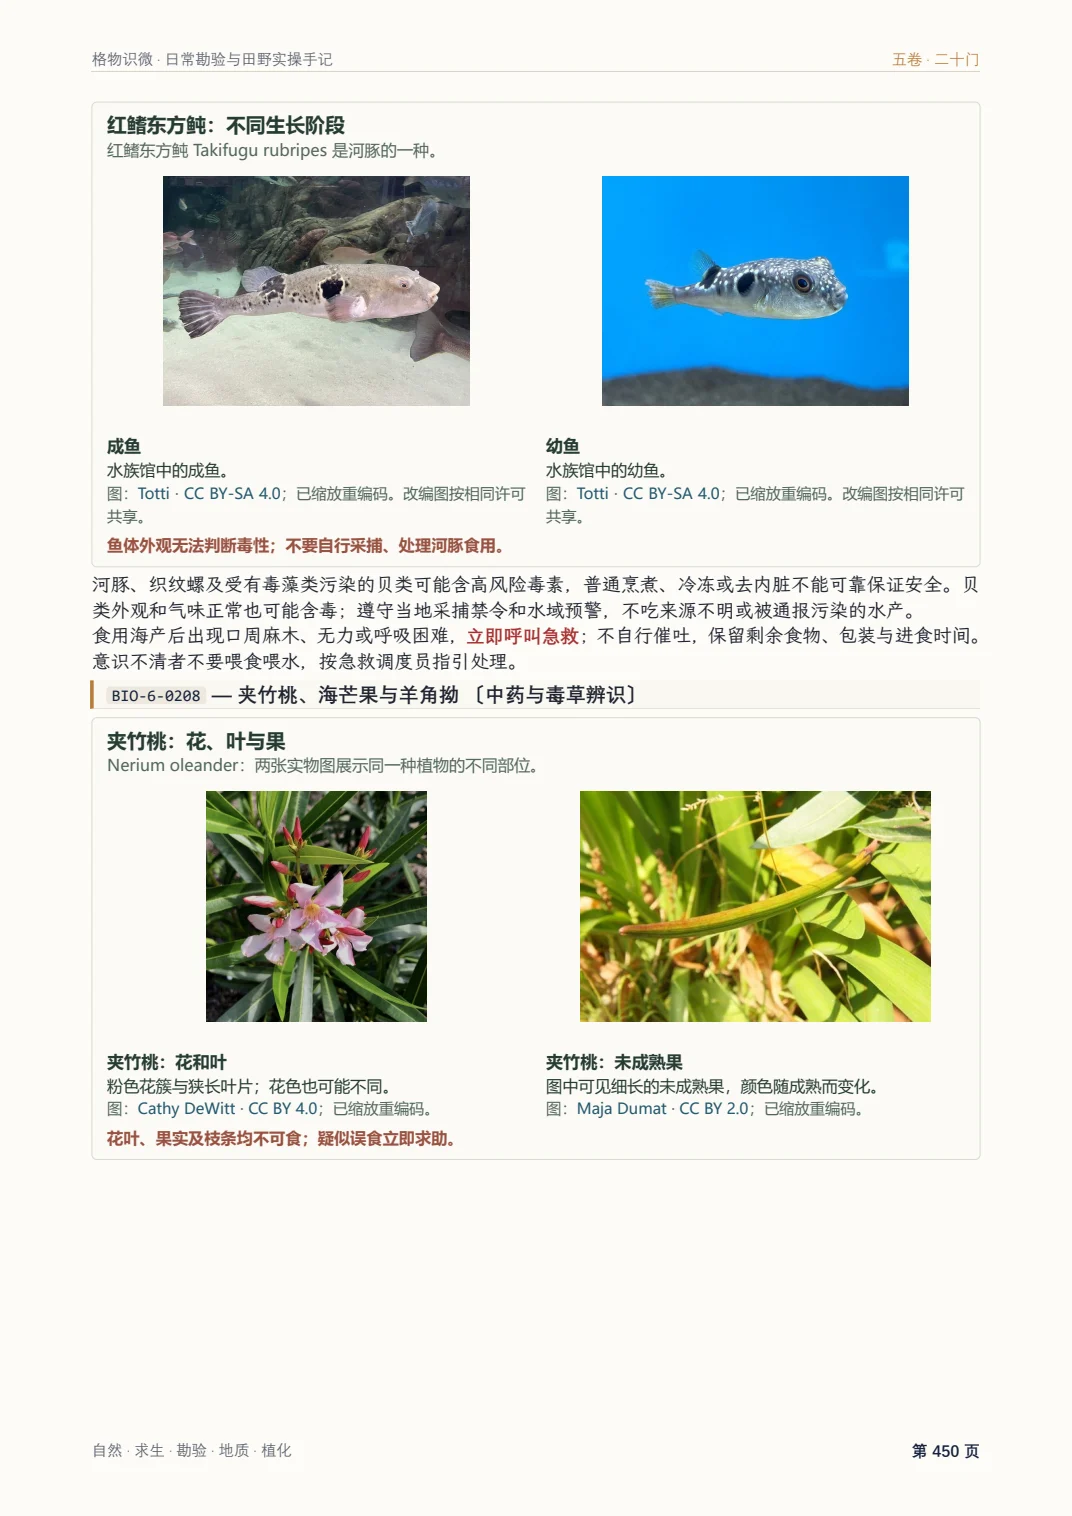 格物识微 · 日常勘验与田野实操手记
五卷 · 二十门
红鳍东方鲀：不同生长阶段
红鳍东方鲀 Takifugu rubripes 是河豚的一种。
成鱼
水族馆中的成鱼。
图：Totti · CC BY-SA 4.0；已缩放重编码。改编图按相同许可
共享。
幼鱼
水族馆中的幼鱼。
图：Totti · CC BY-SA 4.0；已缩放重编码。改编图按相同许可
共享。
鱼体外观无法判断毒性；不要自行采捕、处理河豚食用。
河豚、织纹螺及受有毒藻类污染的贝类可能含高风险毒素，普通烹煮、冷冻或去内脏不能可靠保证安全。贝
类外观和气味正常也可能含毒；遵守当地采捕禁令和水域预警，不吃来源不明或被通报污染的水产。
食用海产后出现口周麻木、无力或呼吸困难，立即呼叫急救；不自行催吐，保留剩余食物、包装与进食时间。
意识不清者不要喂食喂水，按急救调度员指引处理。
BIO-6-0208 — 夹竹桃、海芒果与羊角拗 〔中药与毒草辨识〕
夹竹桃：花、叶与果
Nerium oleander：两张实物图展示同一种植物的不同部位。
夹竹桃：花和叶
粉色花簇与狭长叶片；花色也可能不同。
图：Cathy DeWitt · CC BY 4.0；已缩放重编码。
夹竹桃：未成熟果
图中可见细长的未成熟果，颜色随成熟而变化。
图：Maja Dumat · CC BY 2.0；已缩放重编码。
花叶、果实及枝条均不可食；疑似误食立即求助。
自然 · 求生 · 勘验 · 地质 · 植化
第 450 页